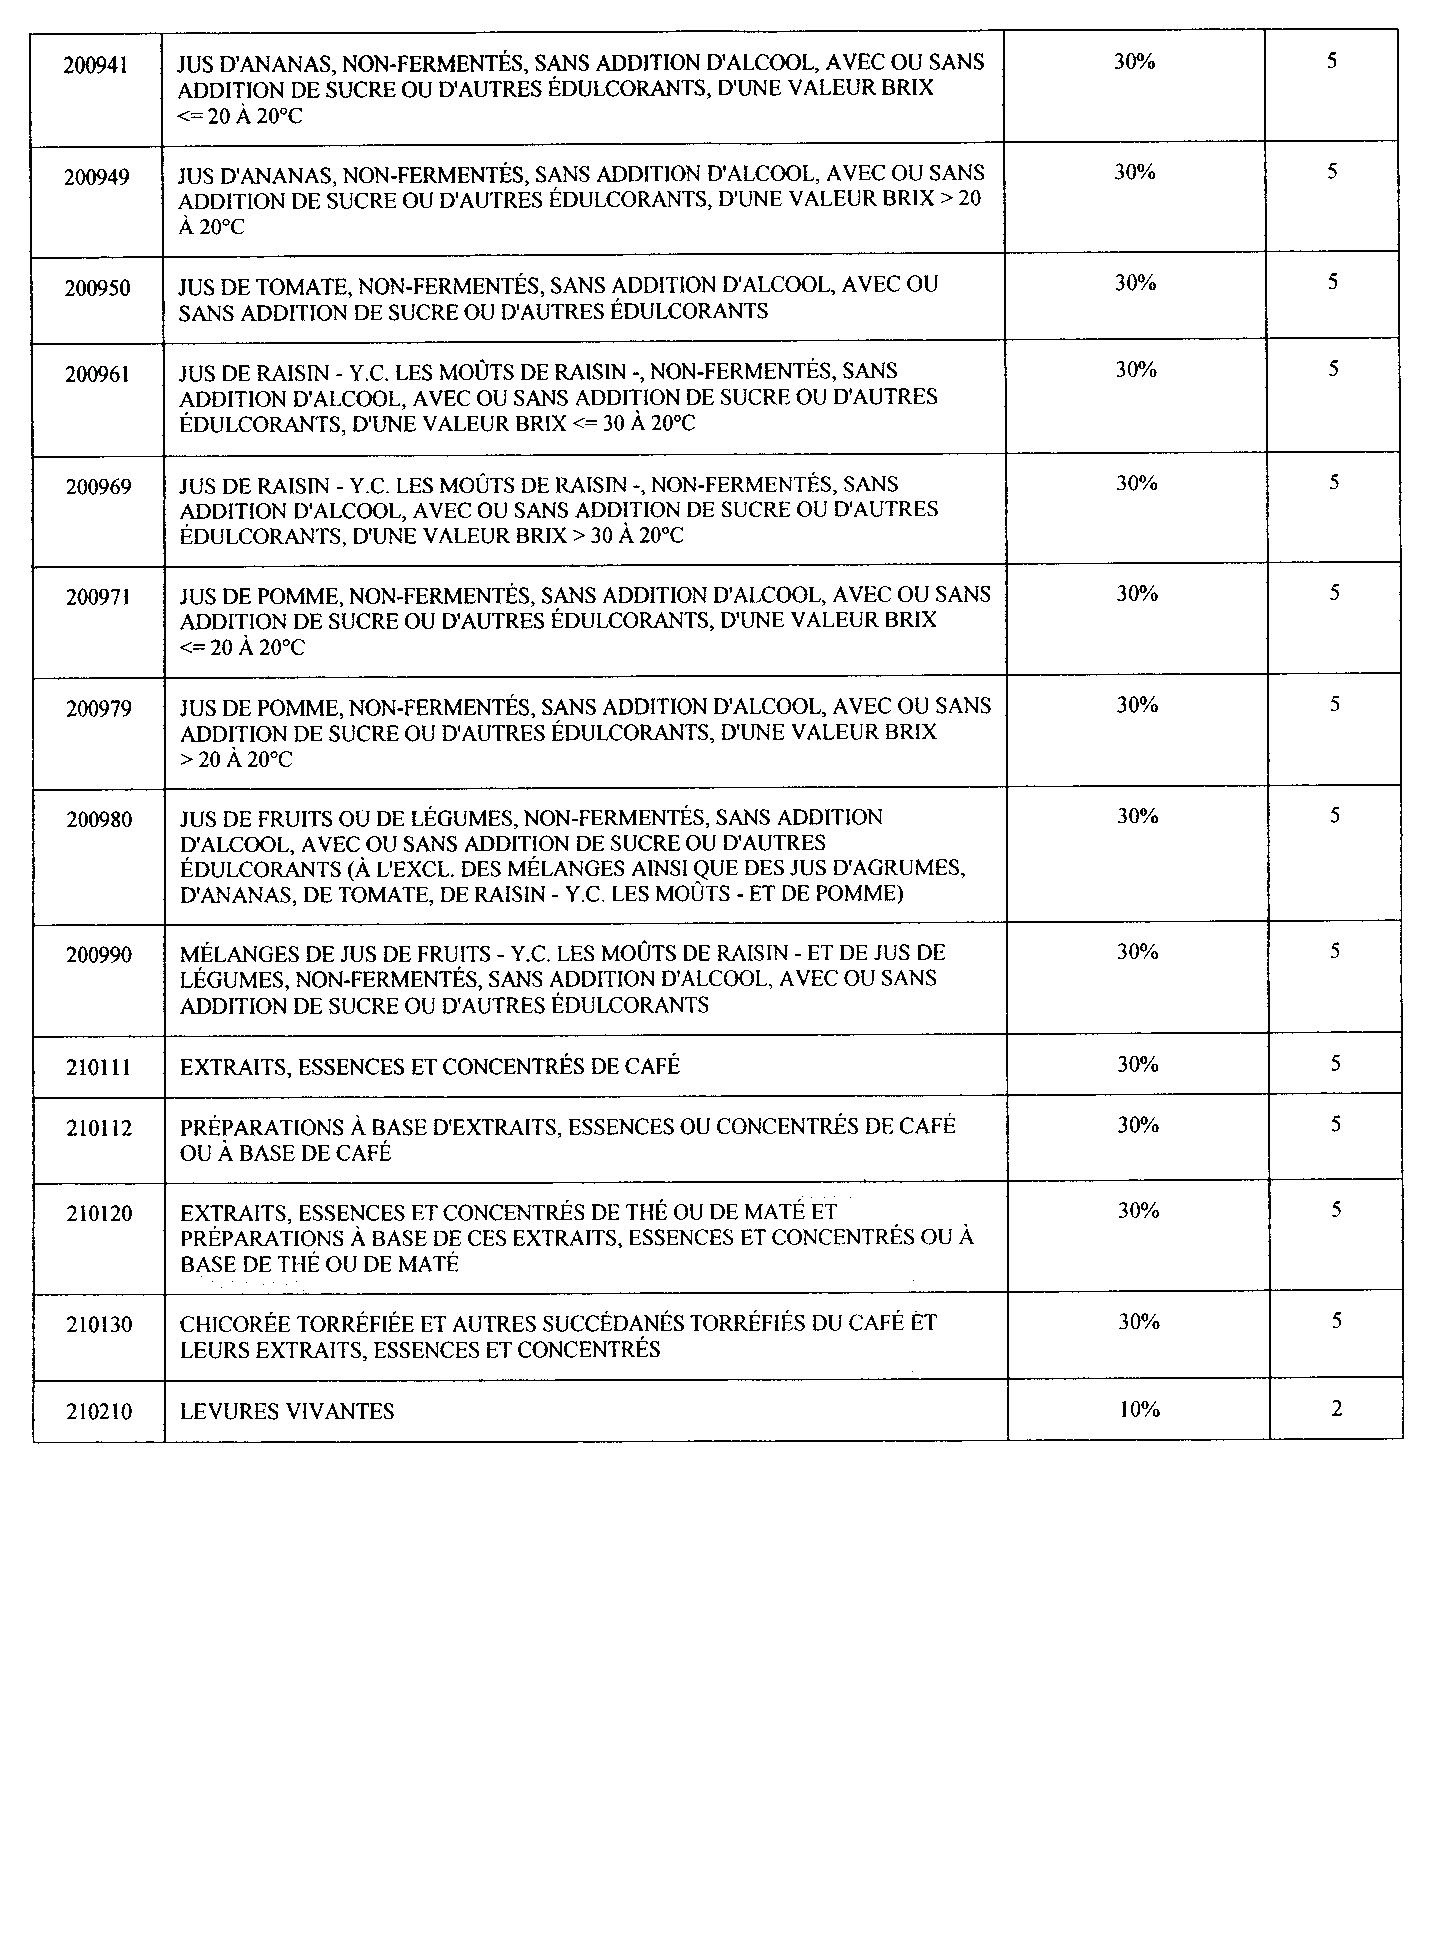 200941 JUS D'ANANAS, NON-FERMENTÉS, SANS ADDITION D'ALCOOL, AVEC OU SANS 30% 5
ADDITION DE SUCRE OU D'AUTRES ÉDULCORANTS, D'UNE VALEUR BRIX
<= 20 À 20°C
200949 JUS D'ANANAS, NON-FERMENTÉS, SANS ADDITION D'ALCOOL, AVEC OU SANS 30% 5
ADDITION DE SUCRE OU D'AUTRES ÉDULCORANTS, D'UNE VALEUR BRIX > 20
À 20°C
200950 JUS DE TOMATE, NON-FERMENTÉS, SANS ADDITION D'ALCOOL, AVEC OU 30% 5
SANS ADDITION DE SUCRE OU D'AUTRES ÉDULCORANTS
200961 JUS DE RAISIN - Y.C. LES MOÛTS DE RAISIN -, NON-FERMENTÉS, SANS 30% 5
ADDITION D'ALCOOL, AVEC OU SANS ADDITION DE SUCRE OU D'AUTRES
ÉDULCORANTS, D'UNE VALEUR BRIX <= 30 À 20°C
200969 JUS DE RAISIN - Y.C. LES MOÛTS DE RAISIN -, NON-FERMENTÉS, SANS 30% 5
ADDITION D'ALCOOL, AVEC OU SANS ADDITION DE SUCRE OU D'AUTRES
ÉDULCORANTS, D'UNE VALEUR BRIX > 30 À 20°C
200971 JUS DE POMME, NON-FERMENTÉS, SANS ADDITION D'ALCOOL, AVEC OU SANS 30% 5
ADDITION DE SUCRE OU D'AUTRES ÉDULCORANTS, D'UNE VALEUR BRIX
<= 20 À 20°C
200979 JUS DE POMME, NON-FERMENTÉS, SANS ADDITION D'ALCOOL, AVEC OU SANS 30% 5
ADDITION DE SUCRE OU D'AUTRES ÉDULCORANTS, D'UNE VALEUR BRIX
> 20 À 20°C
200980 JUS DE FRUITS OU DE LÉGUMES, NON-FERMENTÉS, SANS ADDITION 30% 5
D'ALCOOL, AVEC OU SANS ADDITION DE SUCRE OU D'AUTRES
ÉDULCORANTS (À L'EXCL. DES MÉLANGES AINSI QUE DES JUS D'AGRUMES,
D'ANANAS, DE TOMATE, DE RAISIN - Y.C. LES MOÛTS - ET DE POMME)
200990 MÉLANGES DE JUS DE FRUITS - Y.C. LES MOÛTS DE RAISIN - ET DE JUS DE 30% 5
LÉGUMES, NON-FERMENTÉS, SANS ADDITION D'ALCOOL, AVEC OU SANS
ADDITION DE SUCRE OU D'AUTRES ÉDULCORANTS
210111 EXTRAITS, ESSENCES ET CONCENTRÉS DE CAFÉ 30% 5
210112 PRÉPARATIONS À BASE D'EXTRAITS, ESSENCES OU CONCENTRÉS DE CAFÉ 30% 5
OU À BASE DE CAFÉ
210120 EXTRAITS, ESSENCES ET CONCENTRÉS DE THÉ OU DE MATÉ ET 30% 5
PRÉPARATIONS À BASE DE CES EXTRAITS, ESSENCES ET CONCENTRÉS OU À
BASE DE THÉ OU DE MATÉ
210130 CHICORÉE TORRÉFIÉE ET AUTRES SUCCÉDANÉS TORRÉFIÉS DU CAFÉ ET 30% 5
LEURS EXTRAITS, ESSENCES ET CONCENTRÉS
210210 LEVURES VIVANTES 10% 2